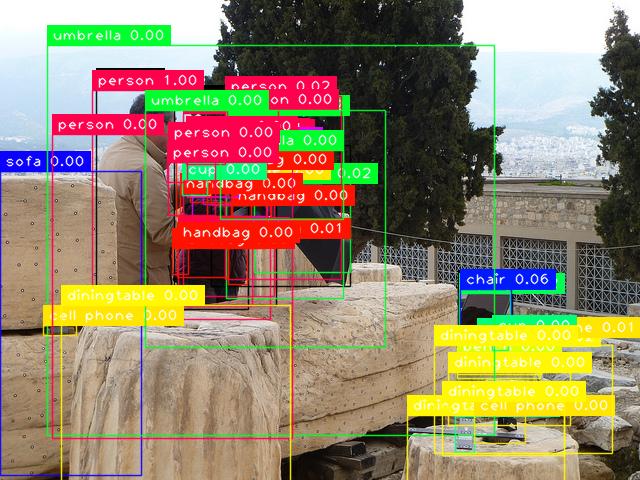 umbrella 0.00
person 1.00
person 0.02
umbrella 0.00
on 0.00
person 0.00
person 0.00
la 0.00
person 0.00
sofa 0.00
g 0.00
cup 0.00
0.02
handbag 0.00
handbag 0.00
handbag 0.00
0.01
chair 0.06
diningtable 0.00
cell phone 0.00
0.00
ne 0.01
diningtable 0.00
diningtable 0.00
diningtable 0.00
diningta
cell phone 0.00